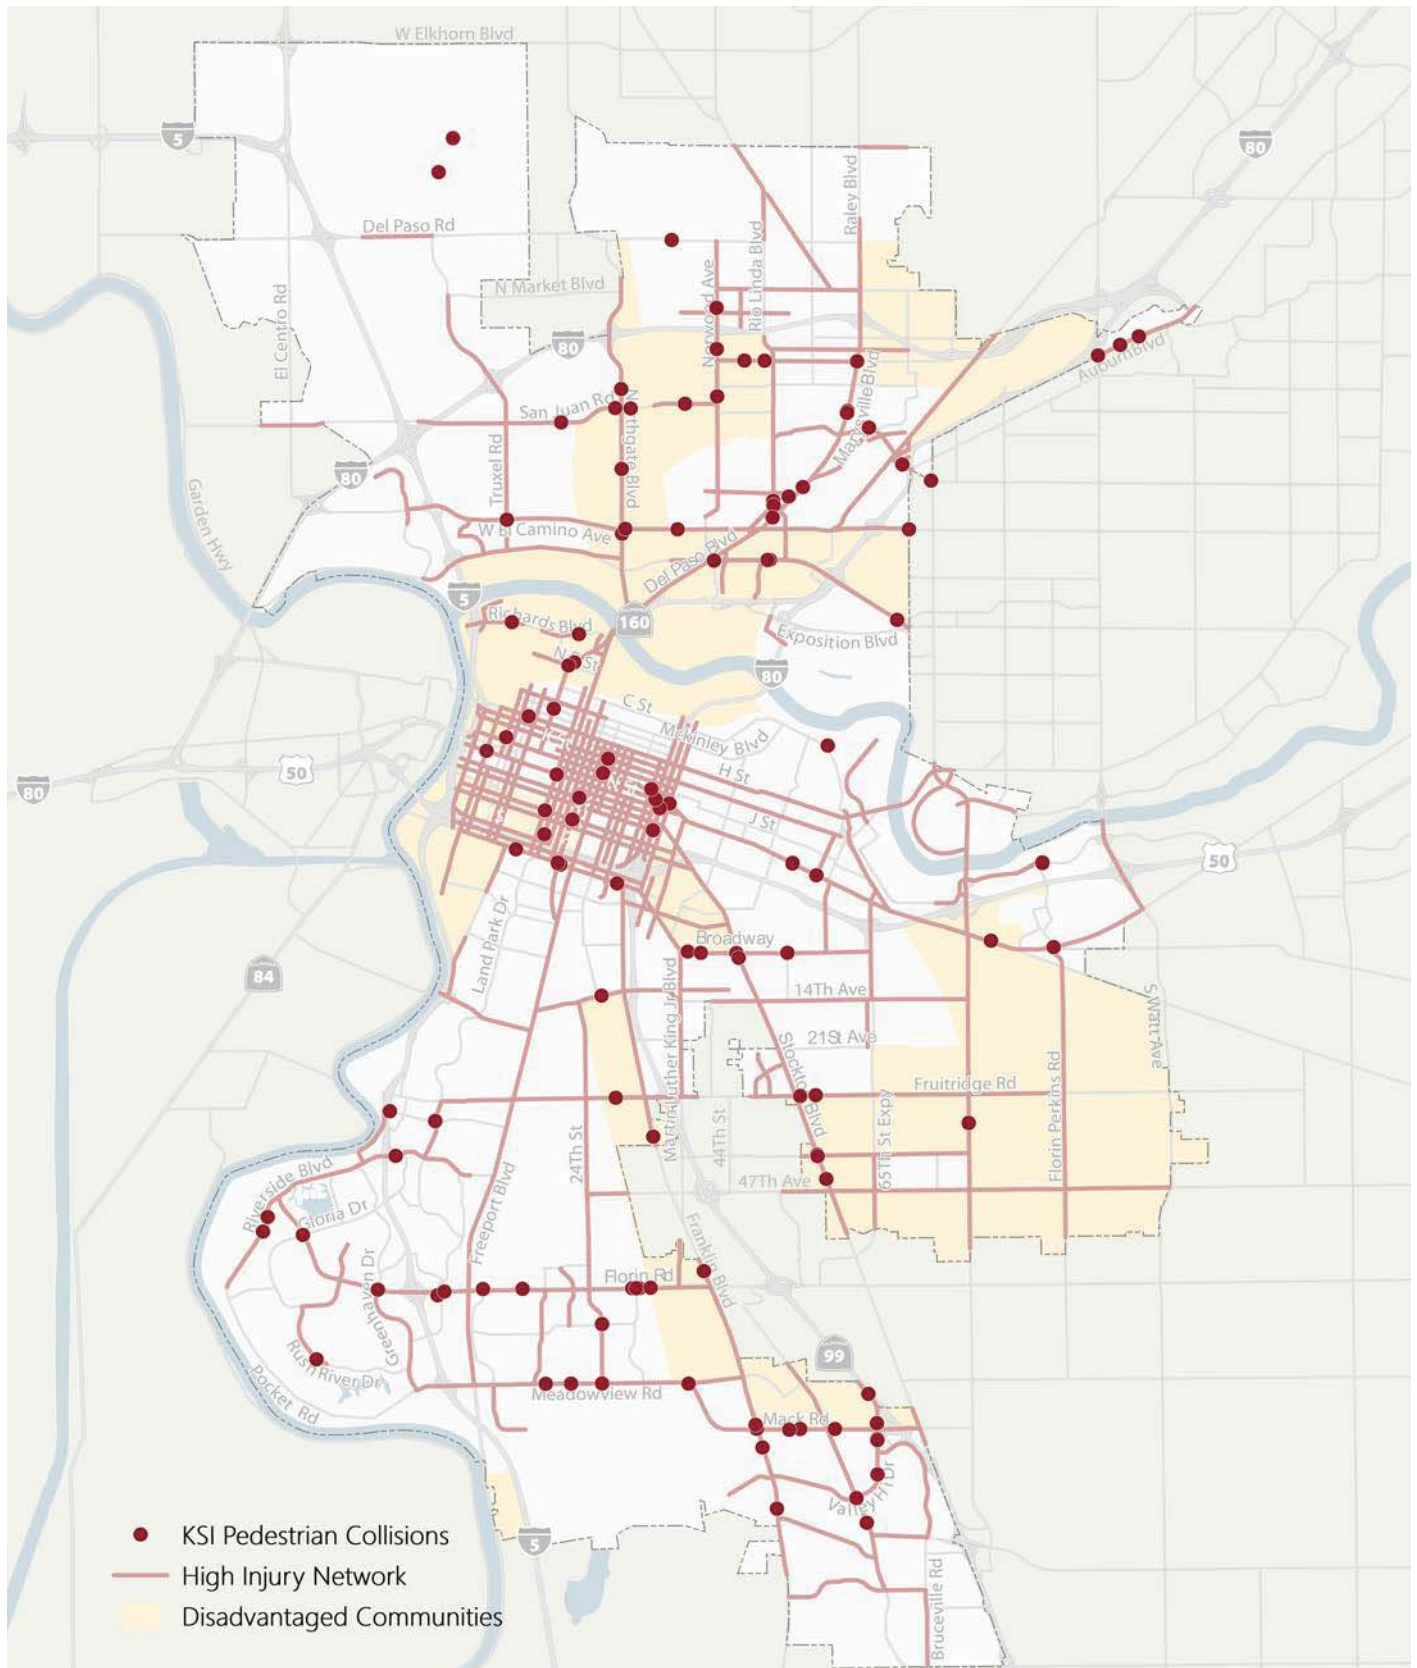 W Elkhorn Blvd
5
80
Del Paso Rd
Raley Blvd
Rio Linda Blvd
Norwood Ave
N Market Blvd
El Centro Rd
80
Auburn Blvd
Marysville Blvd
San Juan Rd
Northgate Blvd
Truxel Rd
80
Garden Hwy
W El Camino Ave
Del Paso Blvd
5
Richards Blvd
160
Exposition Blvd
80
C St
Mckinley Blvd
50
80
H St
J St
50
Land Park Dr
Broadway
84
14Th Ave
S Watt Ave
21St Ave
Martin Luther King Jr Blvd
Stockton Blvd
Fruitridge Rd
Florin Perkins Rd
65Th St Expy
44Th St
24Th St
47Th Ave
Riverside Blvd
Gloria Dr
Freeport Blvd
Franklin Blvd
Florin Rd
Greenhaven Dr
Rush River Dr
99
Pocket Rd
Meadowview Rd
Mack Rd
Valley Hi Dr
5
Bruceville Rd
KSI Pedestrian Collisions
High Injury Network
Disadvantaged Communities